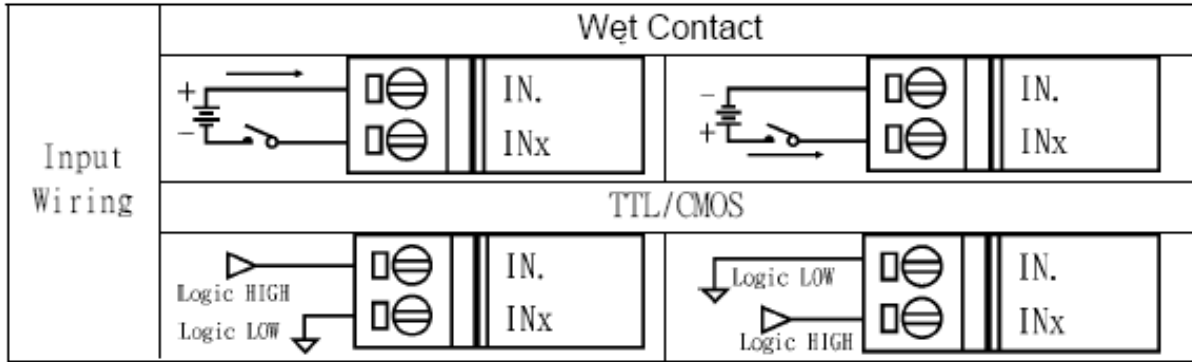 Wẹt Contact
Input
Wiring
+
−
IN.
INx
−
+
IN.
INx
TTL/CMOS
Logic HIGH
Logic LOW
IN.
INx
Logic LOW
Logic HIGH
IN.
INx